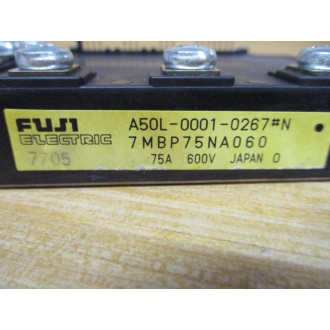 FUJI A50L-0001-0267#N
ELECTRIC 7MBP75NA060
7705 75A 600V JAPAN O